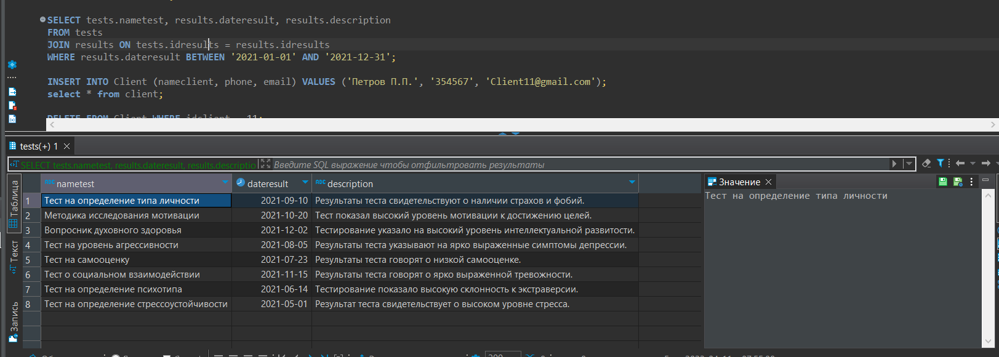 SELECT tests.nametest, results.dateresult, results.description
FROM tests
JOIN results ON tests.idresults = results.idresults
WHERE results.dateresult BETWEEN '2021-01-01' AND '2021-12-31';
INSERT INTO Client (nameclient, phone, email) VALUES ('Петров П.П.', '354567', 'Client11@gmail.com');
select * from client;
DELETE FROM Client WHERE idclient = 11;
tests(+) 1
SELECT tests.nametest, results.dateresult, results.descriptio
Введите SQL выражение чтобы отфильтровать результаты
Таблица
Текст
Запись
nametest dateresult description
1 Тест на определение типа личности 2021-09-10 Результаты теста свидетельствуют о наличии страхов и фобий.
2 Методика исследования мотивации 2021-10-20 Тест показал высокий уровень мотивации к достижению целей.
3 Вопросник духовного здоровья 2021-12-02 Тестирование указало на высокий уровень интеллектуальной развитости.
4 Тест на уровень агрессивности 2021-08-05 Результаты теста указывают на ярко выраженные симптомы депрессии.
5 Тест на самооценку 2021-07-23 Результаты теста говорят о низкой самооценке.
6 Тест о социальном взаимодействии 2021-11-15 Результаты теста говорят о ярко выраженной тревожности.
7 Тест на определение психотипа 2021-06-14 Тестирование показало высокую склонность к экстраверсии.
8 Тест на определение стрессоустойчивости 2021-05-01 Результат теста свидетельствует о высоком уровне стресса.
Значение
Тест на определение типа личности